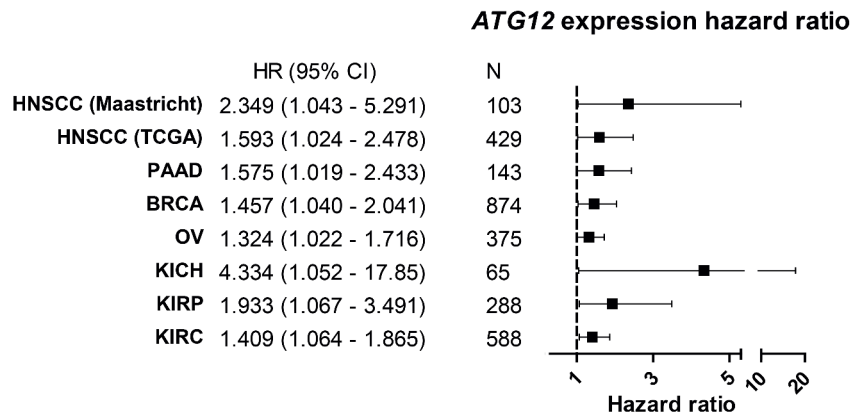 ATG12 expression hazard ratio
HR (95% CI) N
HNSCC (Maastricht) 2.349 (1.043 - 5.291) 103
HNSCC (TCGA) 1.593 (1.024 - 2.478) 429
PAAD 1.575 (1.019 - 2.433) 143
BRCA 1.457 (1.040 - 2.041) 874
OV 1.324 (1.022 - 1.716) 375
KICH 4.334 (1.052 - 17.85) 65
KIRP 1.933 (1.067 - 3.491) 288
KIRC 1.409 (1.064 - 1.865) 588
1 3 5 10 20
Hazard ratio